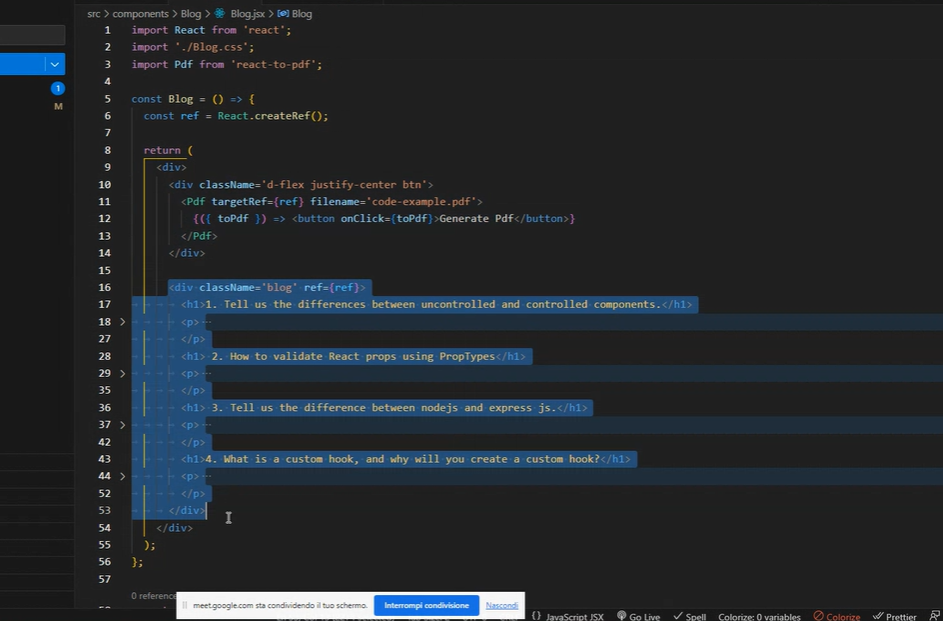 src > components > Blog > Blog.jsx > Blog
1 import React from 'react';
2 import './Blog.css';
3 import Pdf from 'react-to-pdf';
4
5 const Blog = () => {
6 const ref = React.createRef();
7
8 return (
9 <div>
10 <div className='d-flex justify-center btn'>
11 <Pdf targetRef={ref} filename='code-example.pdf'>
12 {({ toPdf }) => <button onClick={toPdf}>Generate Pdf</button>}
13 </Pdf>
14 </div>
15
16 <div className='blog' ref={ref}>
17 <h1>1. Tell us the differences between uncontrolled and controlled components.</h1>
18 <p>
27 </p>
28 <h1> 2. How to validate React props using PropTypes</h1>
29 <p>
35 </p>
36 <h1> 3. Tell us the difference between nodejs and express js.</h1>
37 <p>
42 </p>
43 <h1>4. What is a custom hook, and why will you create a custom hook?</h1>
44 <p>
52 </p>
53 </div>
54 </div>
55 );
56 };
57
1
M
0 reference
meet.google.com sta condividendo il tuo schermo. Interrompi condivisione Nascondi
{} JavaScript JSX Go Live Spell Colorize: 0 variables Colorize Prettier